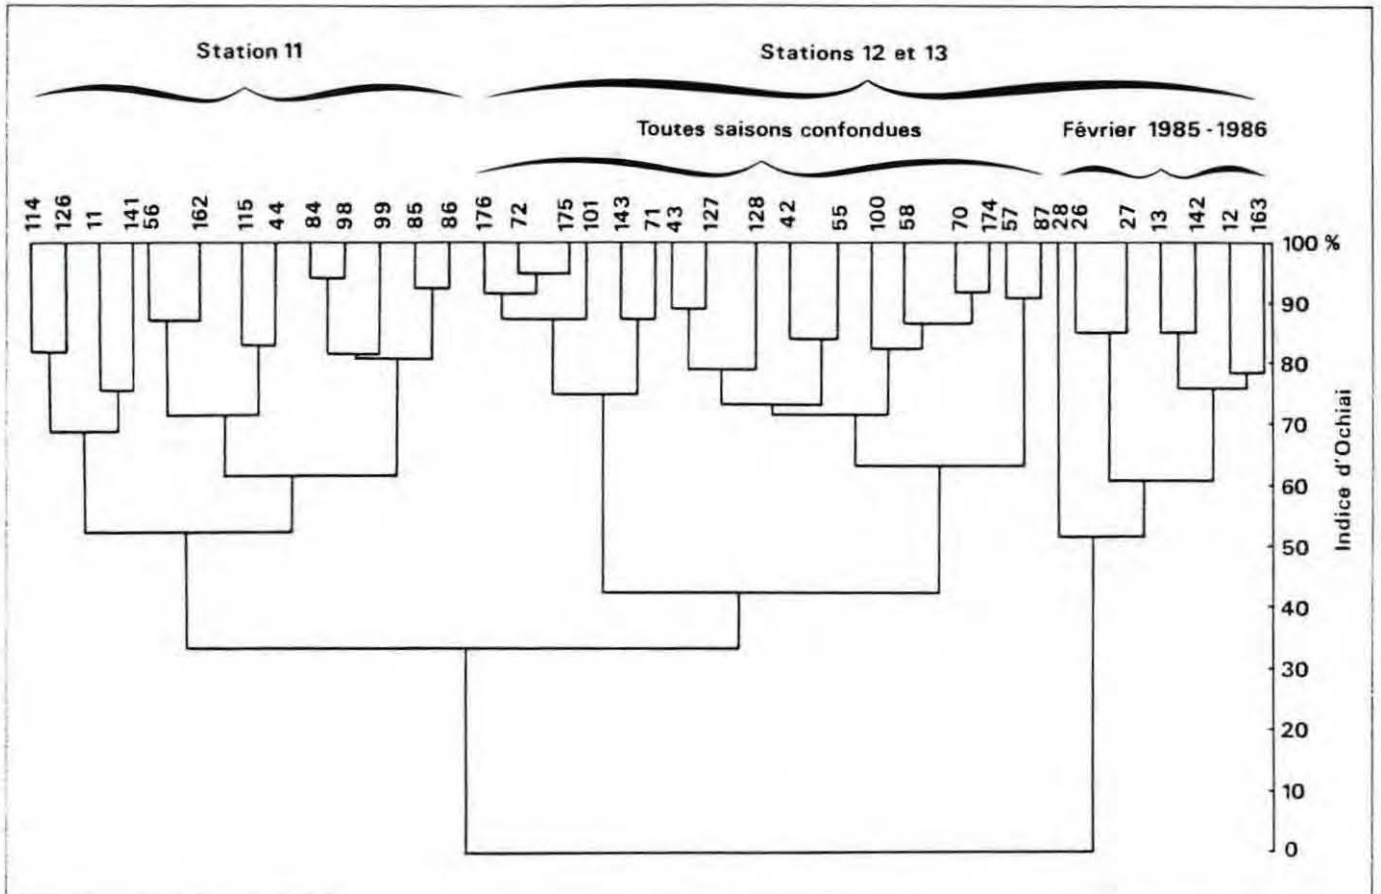 Station 11
Stations 12 et 13
Toutes saisons confondues
Février 1985 - 1986
114 126 11 141 56 162 115 44 84 98 99 85 86 176 72 175 101 143 71 43 127 128 42 55 100 58 70 174 57 87 28 26 27 13 142 12 163
100 %
90
80
70
60
50
40
30
20
10
0
Indice d'Ochiai